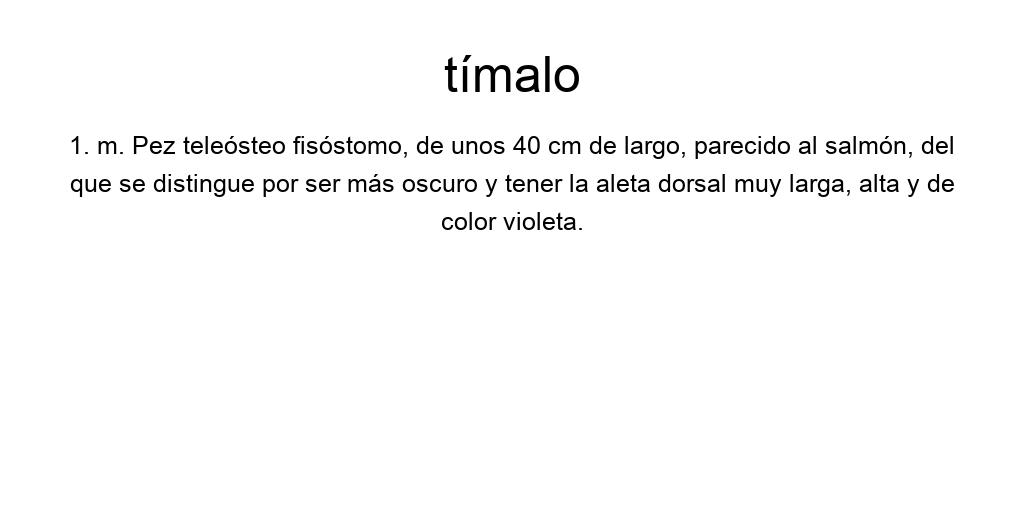 tímalo
1. m. Pez teleósteo fisóstomo, de unos 40 cm de largo, parecido al salmón, del
que se distingue por ser más oscuro y tener la aleta dorsal muy larga, alta y de
color violeta.